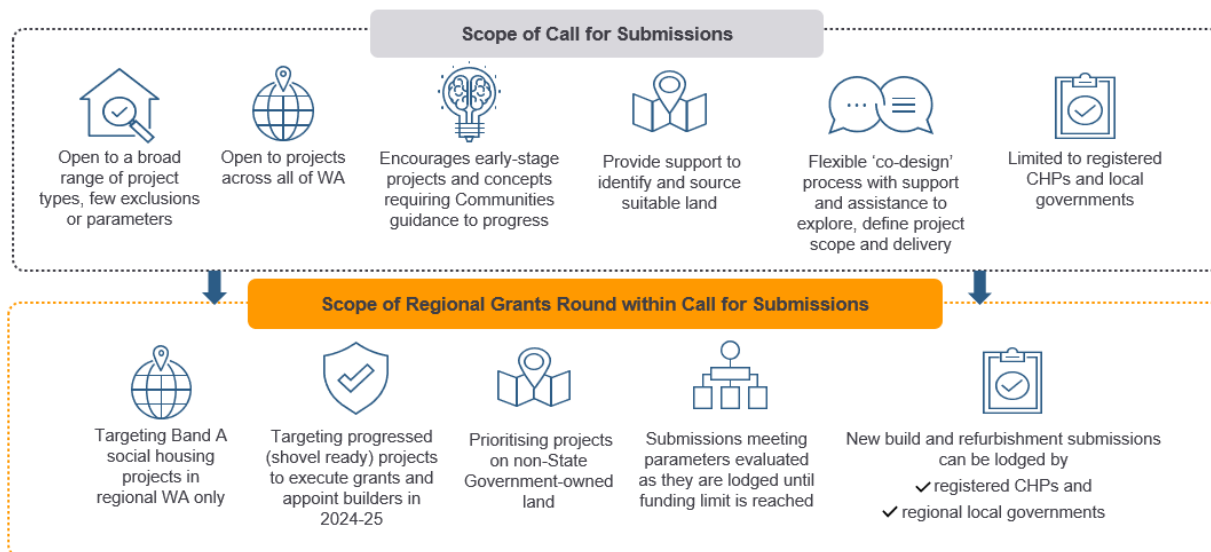 Scope of Call for Submissions
Open to a broad
range of project
types, few exclusions
or parameters
Open to projects
across all of WA
Encourages early-stage
projects and concepts
requiring Communities
guidance to progress
Provide support to
identify and source
suitable land
Flexible ‘co-design’
process with support
and assistance to
explore, define project
scope and delivery
Limited to registered
CHPs and local
governments
Scope of Regional Grants Round within Call for Submissions
Targeting Band A
social housing
projects in
regional WA only
Targeting progressed
(shovel ready) projects
to execute grants and
appoint builders in
2024-25
Prioritising projects
on non-State
Government-owned
land
Submissions meeting
parameters evaluated
as they are lodged until
funding limit is reached
New build and refurbishment submissions
can be lodged by
✓ registered CHPs and
✓ regional local governments